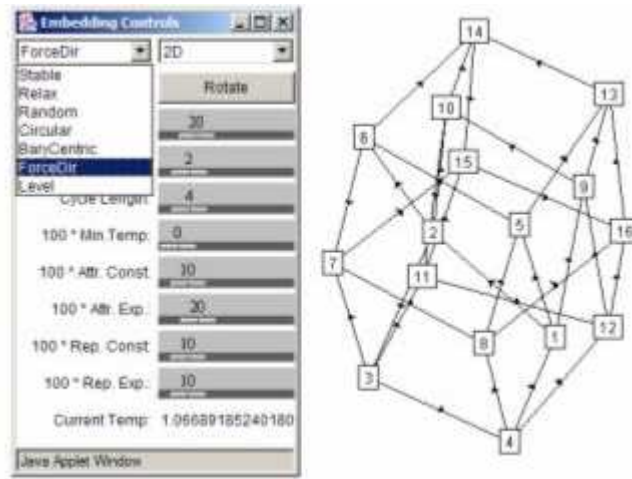 Embedding Controls
ForceDir 2D
Stable
Relax
Random
Circular
BaryCentric
ForceDir
Level
Rotate
20
2
Cycle Length: 4
100 * Min.Temp: 0
100 * Attr. Const: 10
100 * Attr. Exp.: 20
100 * Rep. Const: 10
100 * Rep. Exp.: 10
Current Temp: 1.06689185240180
Java Applet Window
14
13
10
6
15
9
2
5
16
7
11
8
1
12
3
4